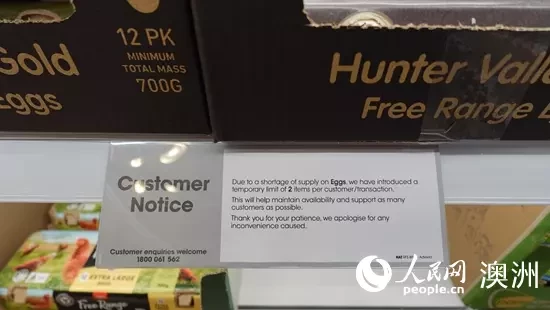 12 PK
MINIMUM
TOTAL MASS
700G
Gold
Eggs
Hunter Vall
Free Range
Customer
Notice
Customer enquiries welcome
1800 061 562
Due to a shortage of supply on Eggs, we have introduced a
temporary limit of 2 items per customer/transaction.
This will help maintain availability and support as many
customers as possible.
Thank you for your patience, we apologise for any
inconvenience caused.
EXTRA LARGE
Free Range
人民网 澳洲
people.cn